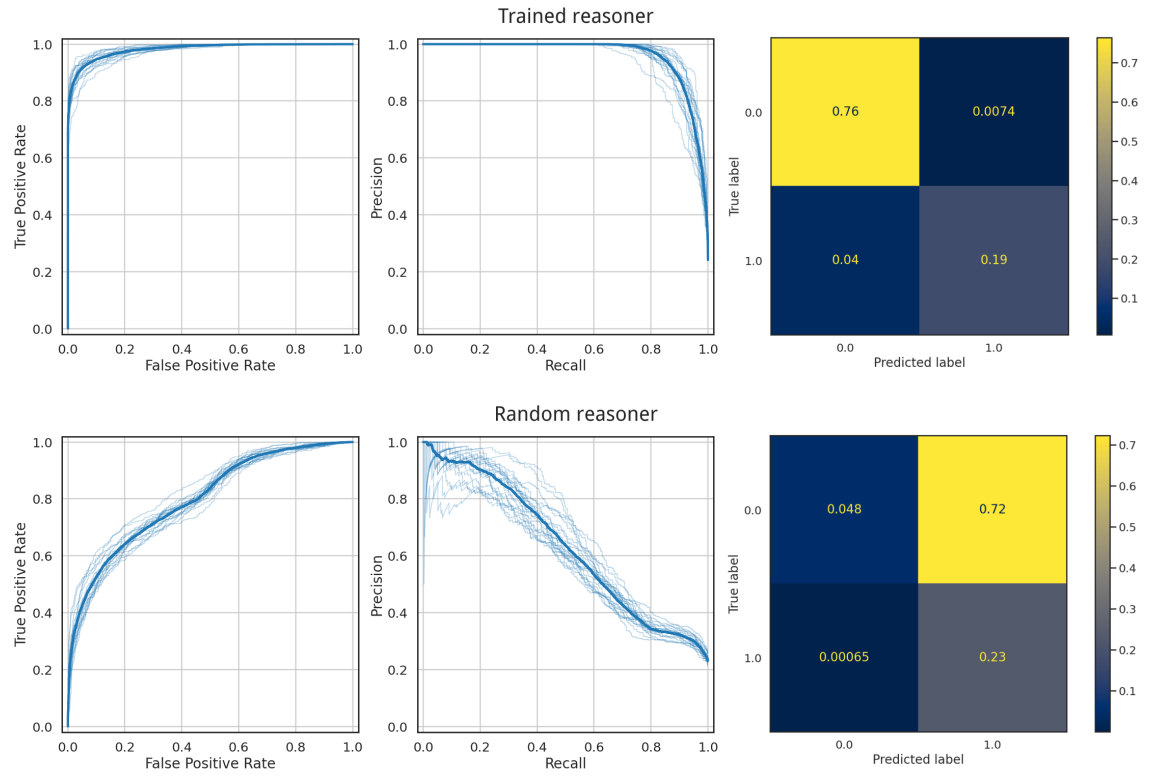 Trained reasoner
1.0
0.8
0.6
0.4
0.2
0.0
True Positive Rate
0.0 0.2 0.4 0.6 0.8 1.0
False Positive Rate
1.0
0.8
0.6
0.4
0.2
0.0
Precision
0.0 0.2 0.4 0.6 0.8 1.0
Recall
0.0
1.0
True label
0.76 0.0074
0.04 0.19
0.0 1.0
Predicted label
0.7
0.6
0.5
0.4
0.3
0.2
0.1
Random reasoner
1.0
0.8
0.6
0.4
0.2
0.0
True Positive Rate
0.0 0.2 0.4 0.6 0.8 1.0
False Positive Rate
1.0
0.8
0.6
0.4
0.2
0.0
Precision
0.0 0.2 0.4 0.6 0.8 1.0
Recall
0.0
1.0
True label
0.048 0.72
0.00065 0.23
0.0 1.0
Predicted label
0.7
0.6
0.5
0.4
0.3
0.2
0.1